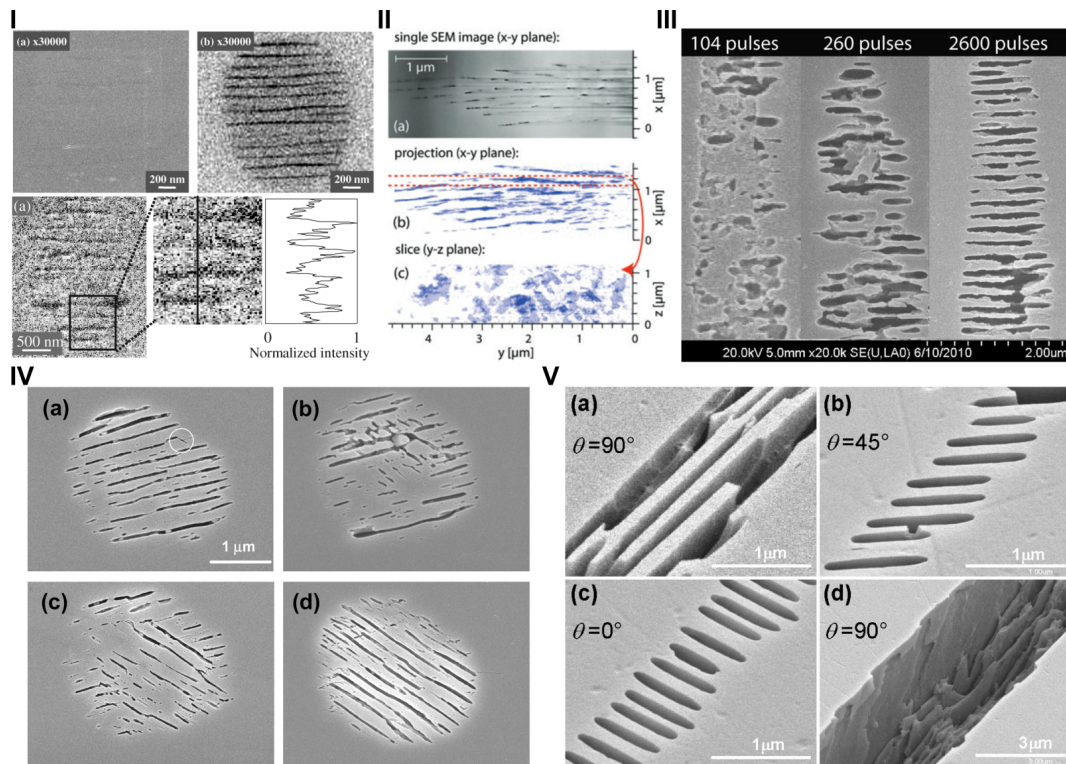 I
(a) x30000
200 nm
(b) x30000
200 nm
(a)
500 nm
0 1
Normalized intensity
II
single SEM image (x-y plane):
1 µm
(a)
1
0
x [µm]
projection (x-y plane):
(b)
1
0
x [µm]
slice (y-z plane):
(c)
1
0
z [µm]
4 3 2 1 0
y [µm]
III
104 pulses 260 pulses 2600 pulses
20.0kV 5.0mm x20.0k SE(U,LA0) 6/10/2010 2.00um
IV
(a)
1 µm
(b)
(c)
(d)
V
(a)
θ=90°
1µm
(b)
θ=45°
1µm
1.00um
(c)
θ=0°
1µm
(d)
θ=90°
3µm